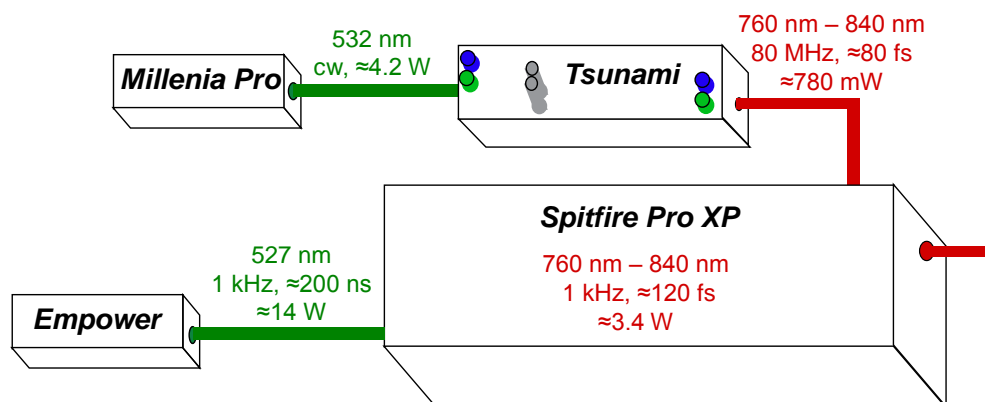 Millenia Pro
532 nm
cw, ≈4.2 W
Tsunami
760 nm – 840 nm
80 MHz, ≈80 fs
≈780 mW
Spitfire Pro XP
760 nm – 840 nm
1 kHz, ≈120 fs
≈3.4 W
527 nm
1 kHz, ≈200 ns
≈14 W
Empower